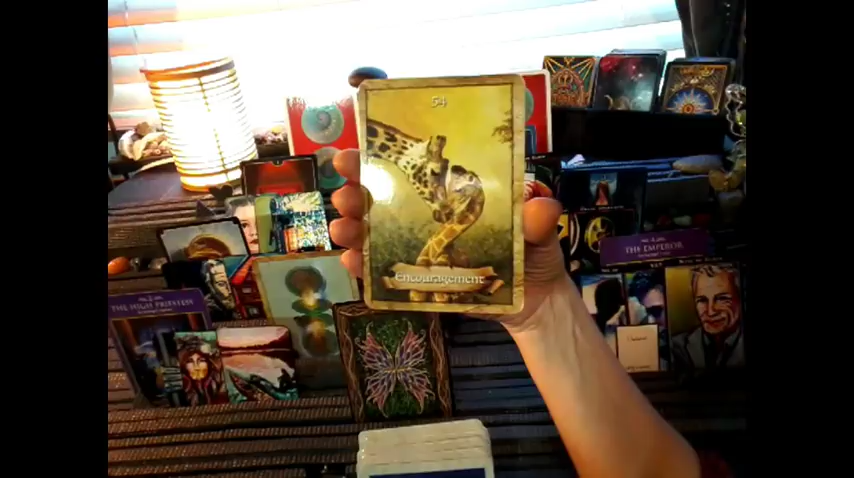 54
Encouragement
THE EMPEROR
THE HIGH PRIESTESS